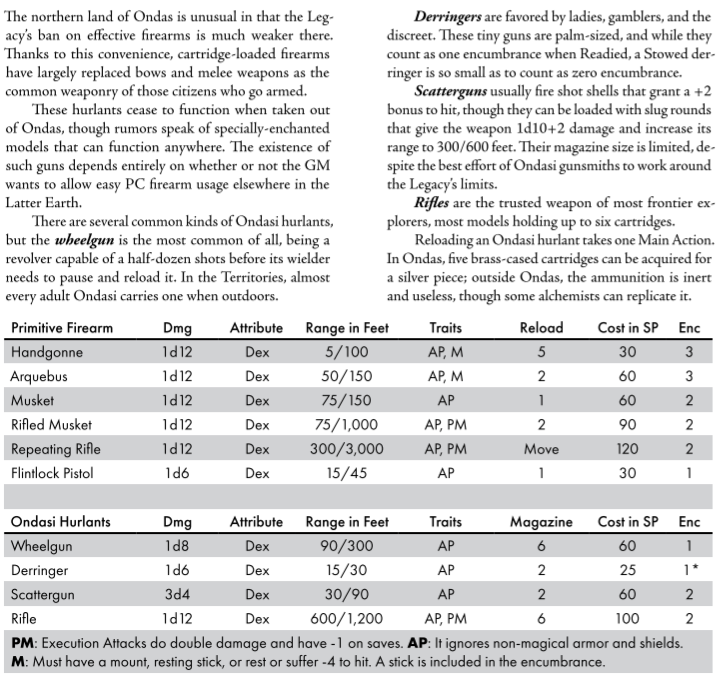 The northern land of Ondas is unusual in that the Leg-
acy's ban on effective firearms is much weaker there.
Thanks to this convenience, cartridge-loaded firearms
have largely replaced bows and melee weapons as the
common weaponry of those citizens who go armed.
These hurlants cease to function when taken out
of Ondas, though rumors speak of specially-enchanted
models that can function anywhere. The existence of
such guns depends entirely on whether or not the GM
wants to allow easy PC firearm usage elsewhere in the
Latter Earth.
There are several common kinds of Ondasi hurlants,
but the wheelgun is the most common of all, being a
revolver capable of a half-dozen shots before its wielder
needs to pause and reload it. In the Territories, almost
every adult Ondasi carries one when outdoors.
Derringers are favored by ladies, gamblers, and the
discreet. These tiny guns are palm-sized, and while they
count as one encumbrance when Readied, a Stowed der-
ringer is so small as to count as zero encumbrance.
Scatterguns usually fire shot shells that grant a +2
bonus to hit, though they can be loaded with slug rounds
that give the weapon 1d10+2 damage and increase its
range to 300/600 feet. Their magazine size is limited, de-
spite the best effort of Ondasi gunsmiths to work around
the Legacy's limits.
Rifles are the trusted weapon of most frontier ex-
plorers, most models holding up to six cartridges.
Reloading an Ondasi hurlant takes one Main Action.
In Ondas, five brass-cased cartridges can be acquired for
a silver piece; outside Ondas, the ammunition is inert
and useless, though some alchemists can replicate it.
Primitive Firearm Dmg Attribute Range in Feet Traits Reload Cost in SP Enc
Handgonne 1d12 Dex 5/100 AP, M 5 30 3
Arquebus 1d12 Dex 50/150 AP, M 2 60 3
Musket 1d12 Dex 75/150 AP 1 60 2
Rifled Musket 1d12 Dex 75/1,000 AP, PM 2 90 2
Repeating Rifle 1d12 Dex 300/3,000 AP, PM Move 120 2
Flintlock Pistol 1d6 Dex 15/45 AP 1 30 1
Ondasi Hurlants Dmg Attribute Range in Feet Traits Magazine Cost in SP Enc
Wheelgun 1d8 Dex 90/300 AP 6 60 1
Derringer 1d6 Dex 15/30 AP 2 25 1*
Scattergun 3d4 Dex 30/90 AP 2 60 2
Rifle 1d12 Dex 600/1,200 AP, PM 6 100 2
PM: Execution Attacks do double damage and have -1 on saves. AP: It ignores non-magical armor and shields.
M: Must have a mount, resting stick, or rest or suffer -4 to hit. A stick is included in the encumbrance.